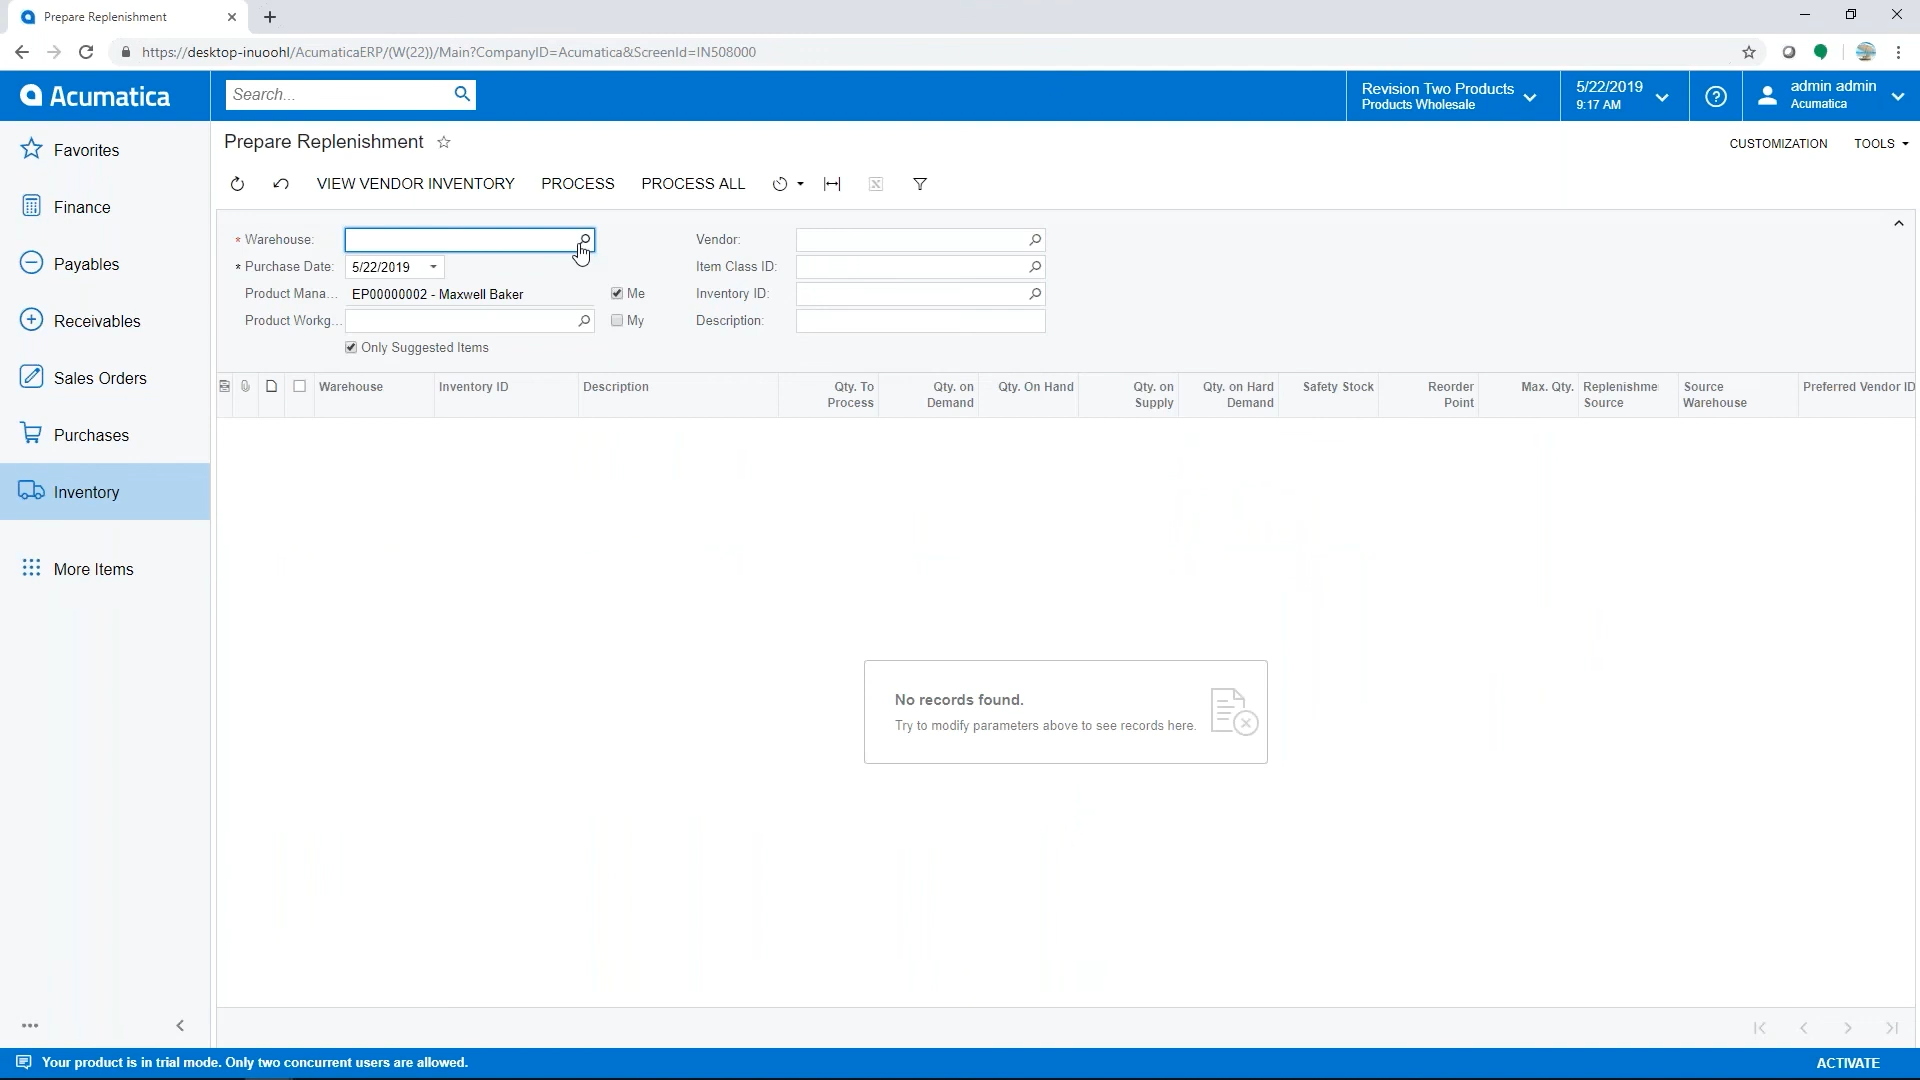 Prepare Replenishment
https://desktop-inuoohl/AcumaticaERP/(W(22))/Main?CompanyID=Acumatica&ScreenId=IN508000
Acumatica
Search...
Revision Two Products
Products Wholesale
5/22/2019
9:17 AM
admin admin
Acumatica
Favorites
Finance
Payables
Receivables
Sales Orders
Purchases
Inventory
More Items
Prepare Replenishment
CUSTOMIZATION TOOLS
VIEW VENDOR INVENTORY PROCESS PROCESS ALL
* Warehouse:
* Purchase Date: 5/22/2019
Product Mana... EP00000002 - Maxwell Baker Me
Product Workg... My
Only Suggested Items
Vendor:
Item Class ID:
Inventory ID:
Description:
Warehouse
Inventory ID
Description
Qty. To
Process
Qty. on
Demand
Qty. On Hand
Qty. on
Supply
Qty. on Hard
Demand
Safety Stock
Reorder
Point
Max. Qty.
Replenishme
Source
Source
Warehouse
Preferred Vendor ID
No records found.
Try to modify parameters above to see records here.
Your product is in trial mode. Only two concurrent users are allowed.
ACTIVATE